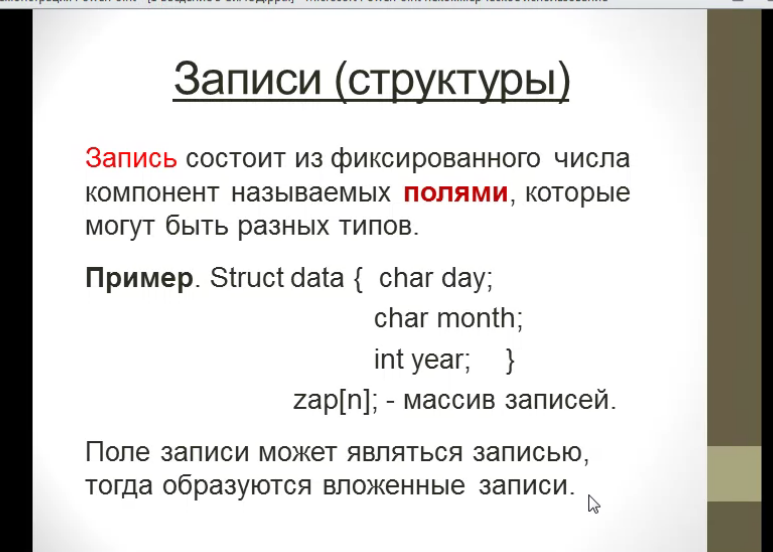 Записи (структуры)
Запись состоит из фиксированного числа
компонент называемых полями, которые
могут быть разных типов.
Пример. Struct data { char day;
char month;
int year; }
zap[n]; - массив записей.
Поле записи может являться записью,
тогда образуются вложенные записи.